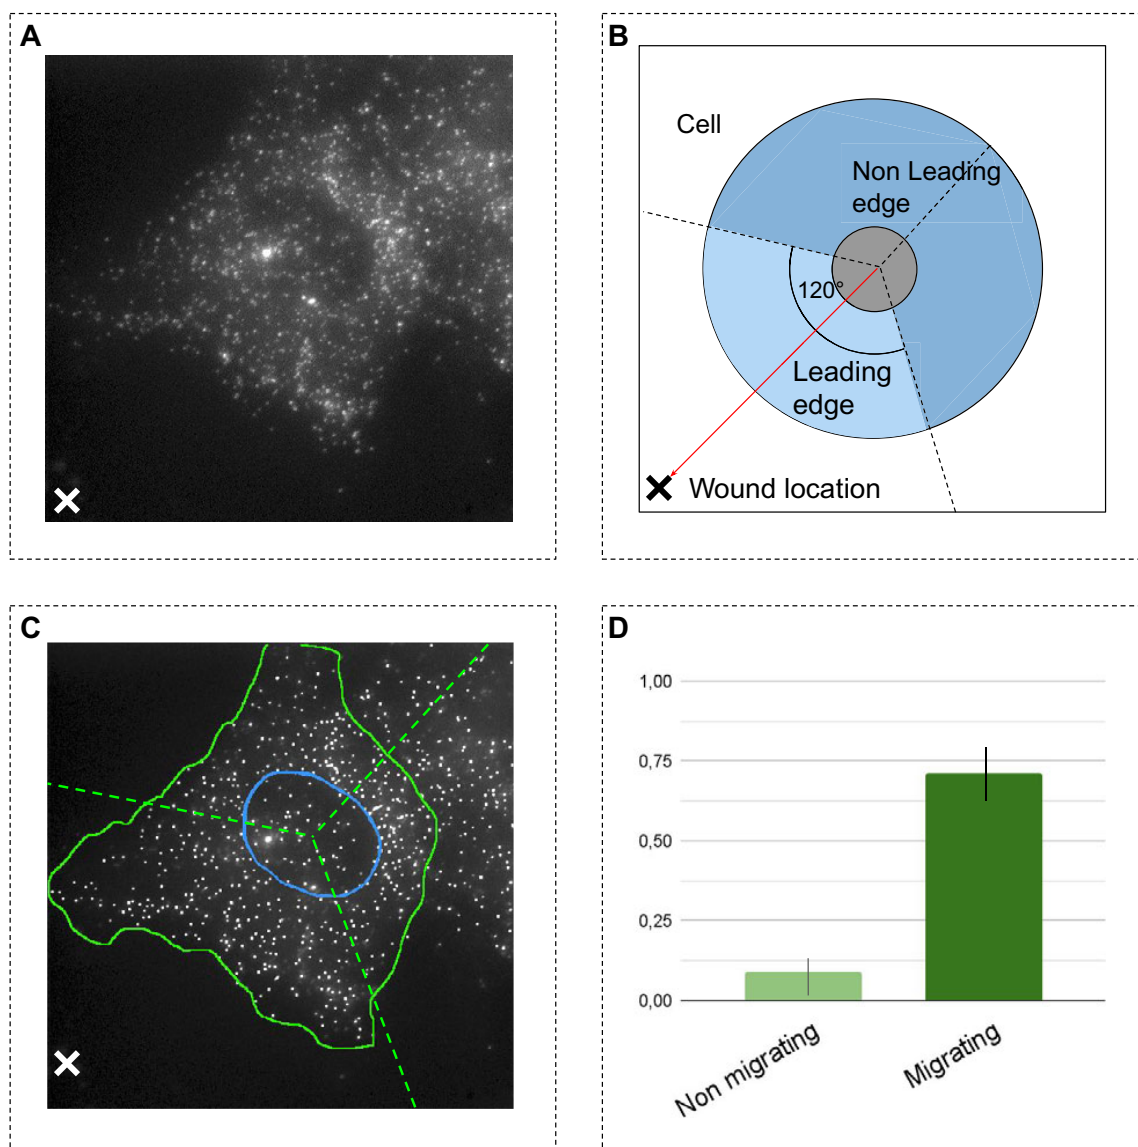 A
B
Cell
Non Leading
edge
120°
Leading
edge
Wound location
C
D
1,00
0,75
0,50
0,25
0,00
Non migrating
Migrating